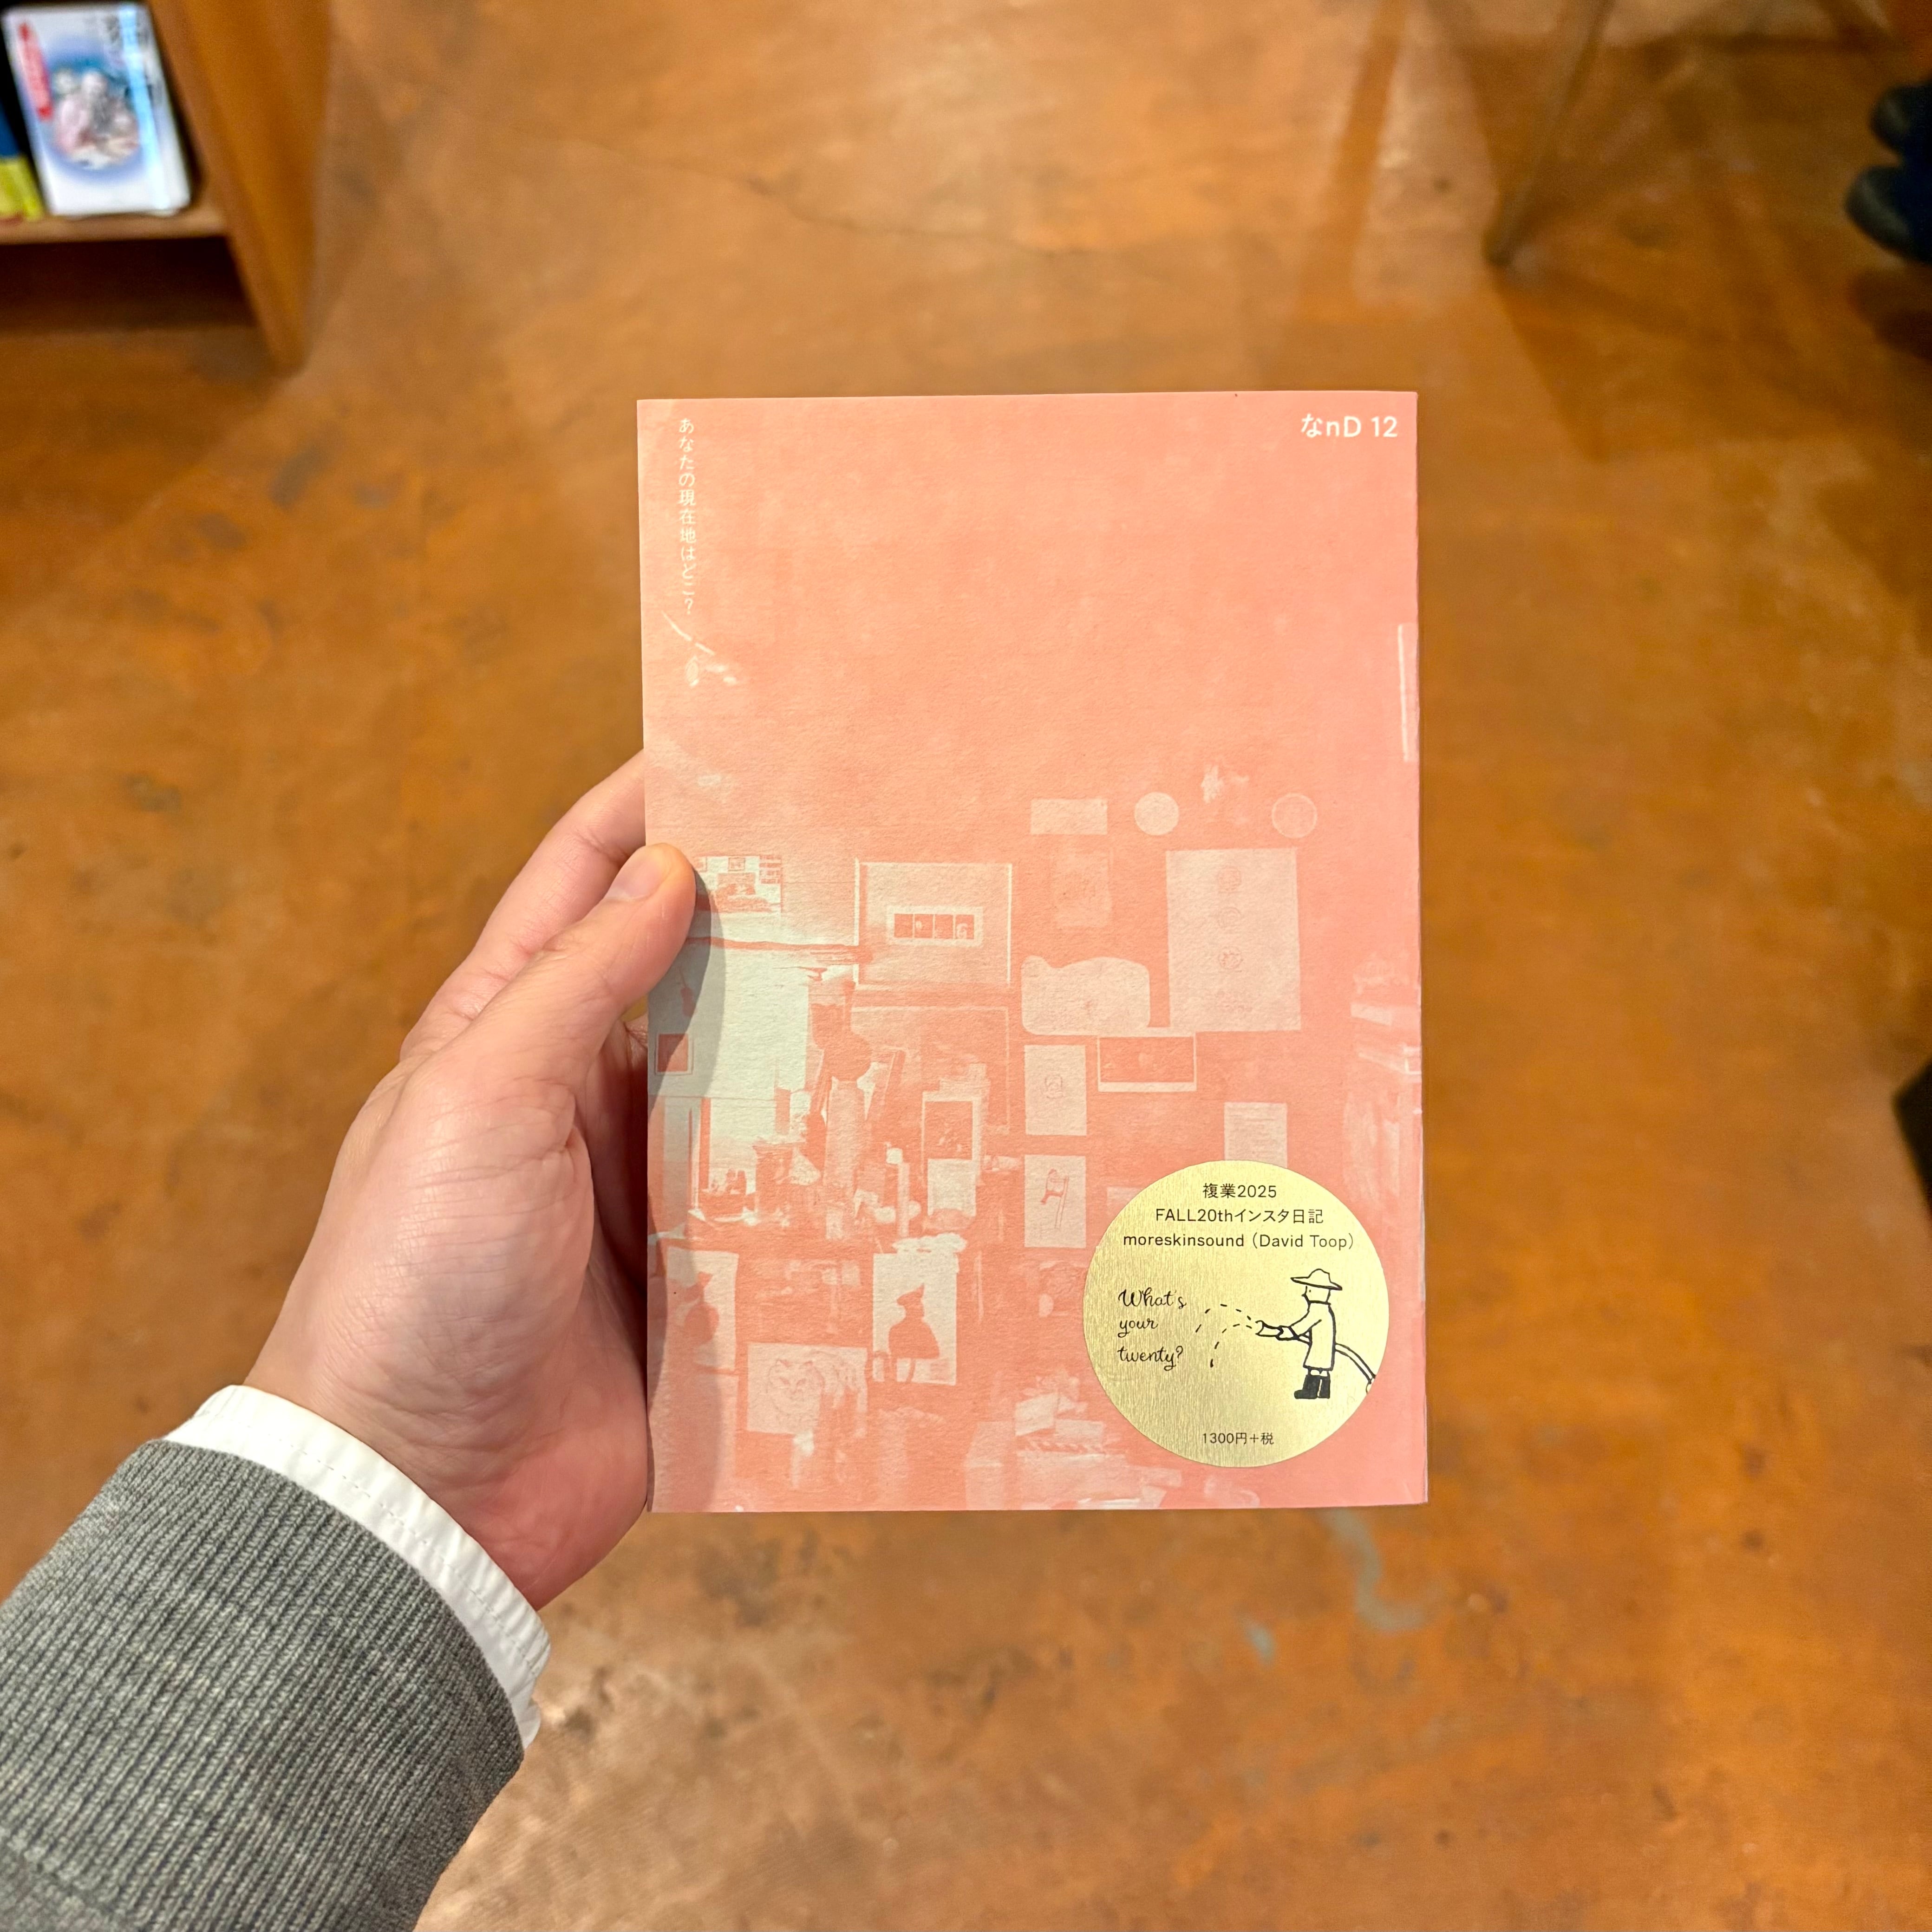 あなたの現在地はどこ？
なnD 12
複業2025
FALL20thインスタ日記
moreskinsound（David Toop）
What's
your
twenty?
1300円＋税